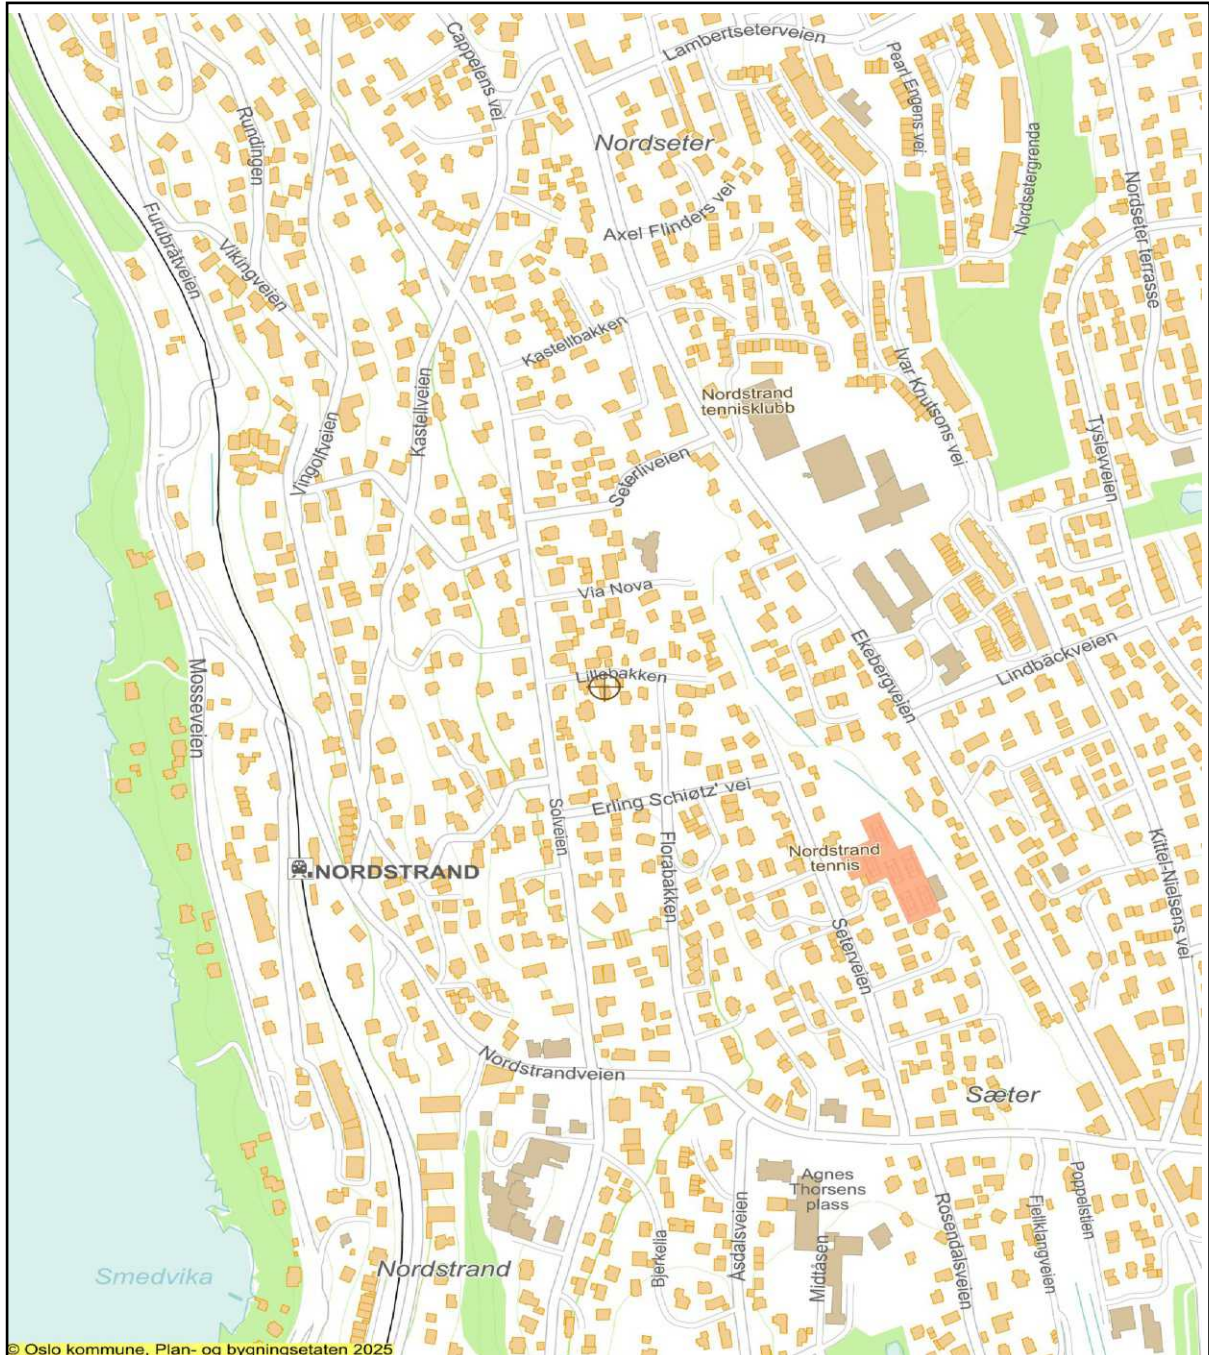 Lambertseterveien
Cappelens vei
Pearl Engens vei
Rundingen
Nordseter
Nordsetergrenda
Nordseter terrasse
Axel Flinders vei
Furubråtveien
Vikingveien
Kastellbakken
Ivar Knutsons vei
Kastellveien
Nordstrand
tennisklubb
Tyslevveien
Vingolfveien
Seterliveien
Via Nova
Ekebergveien
Lindbäckveien
Mosseveien
Lillebakken
Erling Schiøtz' vei
Solveien
Florabakken
Nordstrand
tennis
Kittel-Nielsens vei
NORDSTRAND
Seterveien
Nordstrandveien
Sæter
Agnes
Thorsens
plass
Poppelstien
Fjellklangveien
Rosendalsveien
Bjerkelia
Åsdalsveien
Midtåsen
Smedvika
Nordstrand
© Oslo kommune, Plan- og bygningsetaten 2025